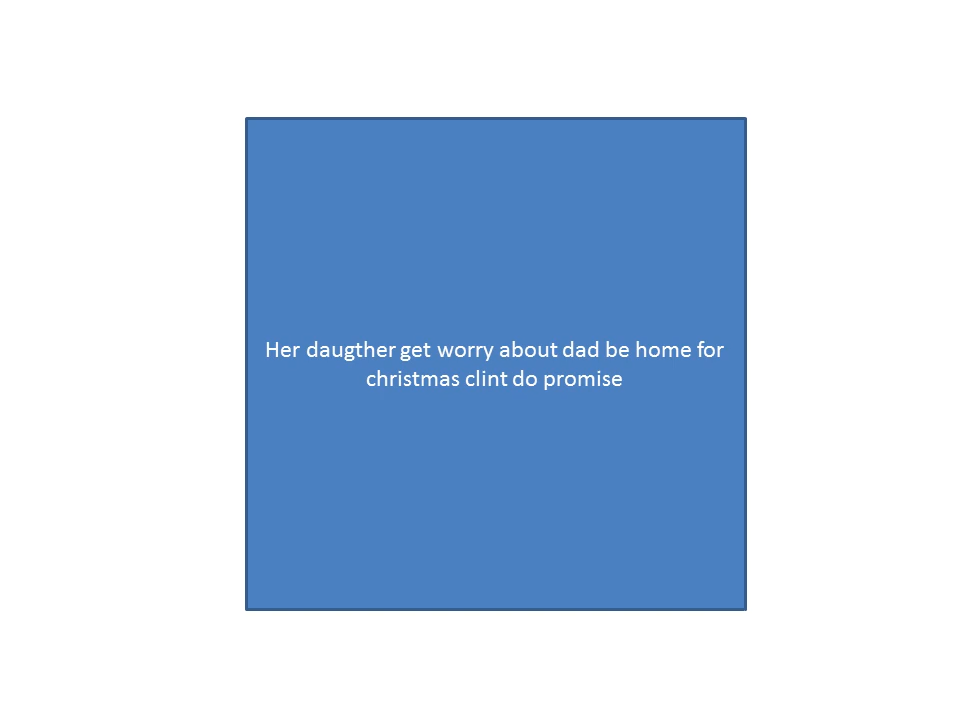 Her daugther get worry about dad be home for
christmas clint do promise